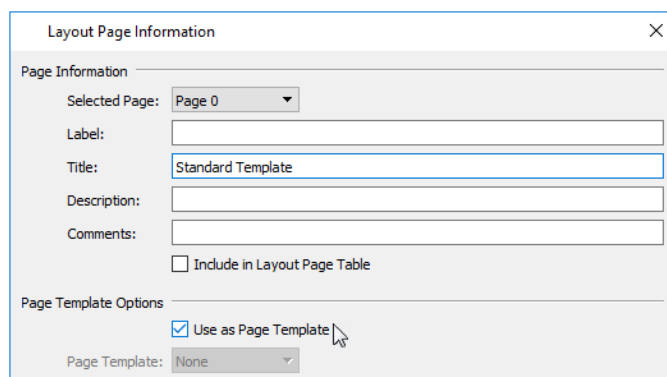 Layout Page Information
Page Information
Selected Page: Page 0
Label:
Title: Standard Template
Description:
Comments:
Include in Layout Page Table
Page Template Options
Use as Page Template
Page Template: None